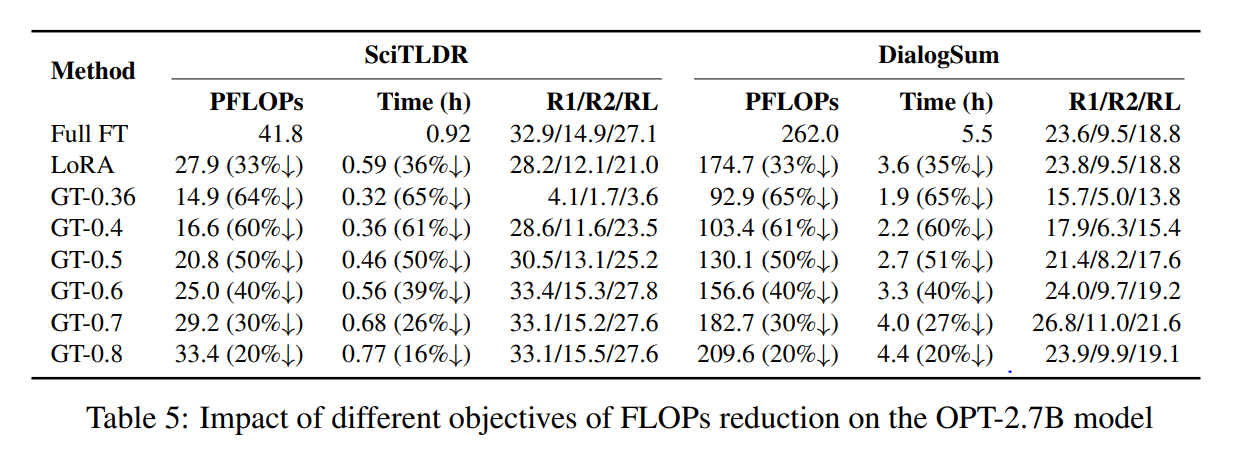 SciTLDR DialogSum
Method
PFLOPs Time (h) R1/R2/RL PFLOPs Time (h) R1/R2/RL
Full FT 41.8 0.92 32.9/14.9/27.1 262.0 5.5 23.6/9.5/18.8
LoRA 27.9 (33%↓) 0.59 (36%↓) 28.2/12.1/21.0 174.7 (33%↓) 3.6 (35%↓) 23.8/9.5/18.8
GT-0.36 14.9 (64%↓) 0.32 (65%↓) 4.1/1.7/3.6 92.9 (65%↓) 1.9 (65%↓) 15.7/5.0/13.8
GT-0.4 16.6 (60%↓) 0.36 (61%↓) 28.6/11.6/23.5 103.4 (61%↓) 2.2 (60%↓) 17.9/6.3/15.4
GT-0.5 20.8 (50%↓) 0.46 (50%↓) 30.5/13.1/25.2 130.1 (50%↓) 2.7 (51%↓) 21.4/8.2/17.6
GT-0.6 25.0 (40%↓) 0.56 (39%↓) 33.4/15.3/27.8 156.6 (40%↓) 3.3 (40%↓) 24.0/9.7/19.2
GT-0.7 29.2 (30%↓) 0.68 (26%↓) 33.1/15.2/27.6 182.7 (30%↓) 4.0 (27%↓) 26.8/11.0/21.6
GT-0.8 33.4 (20%↓) 0.77 (16%↓) 33.1/15.5/27.6 209.6 (20%↓) 4.4 (20%↓) 23.9/9.9/19.1
Table 5: Impact of different objectives of FLOPs reduction on the OPT-2.7B model